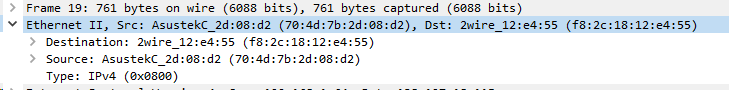 Frame 19: 761 bytes on wire (6088 bits), 761 bytes captured (6088 bits)
Ethernet II, Src: AsustekC_2d:08:d2 (70:4d:7b:2d:08:d2), Dst: 2wire_12:e4:55 (f8:2c:18:12:e4:55)
Destination: 2wire_12:e4:55 (f8:2c:18:12:e4:55)
Source: AsustekC_2d:08:d2 (70:4d:7b:2d:08:d2)
Type: IPv4 (0x0800)